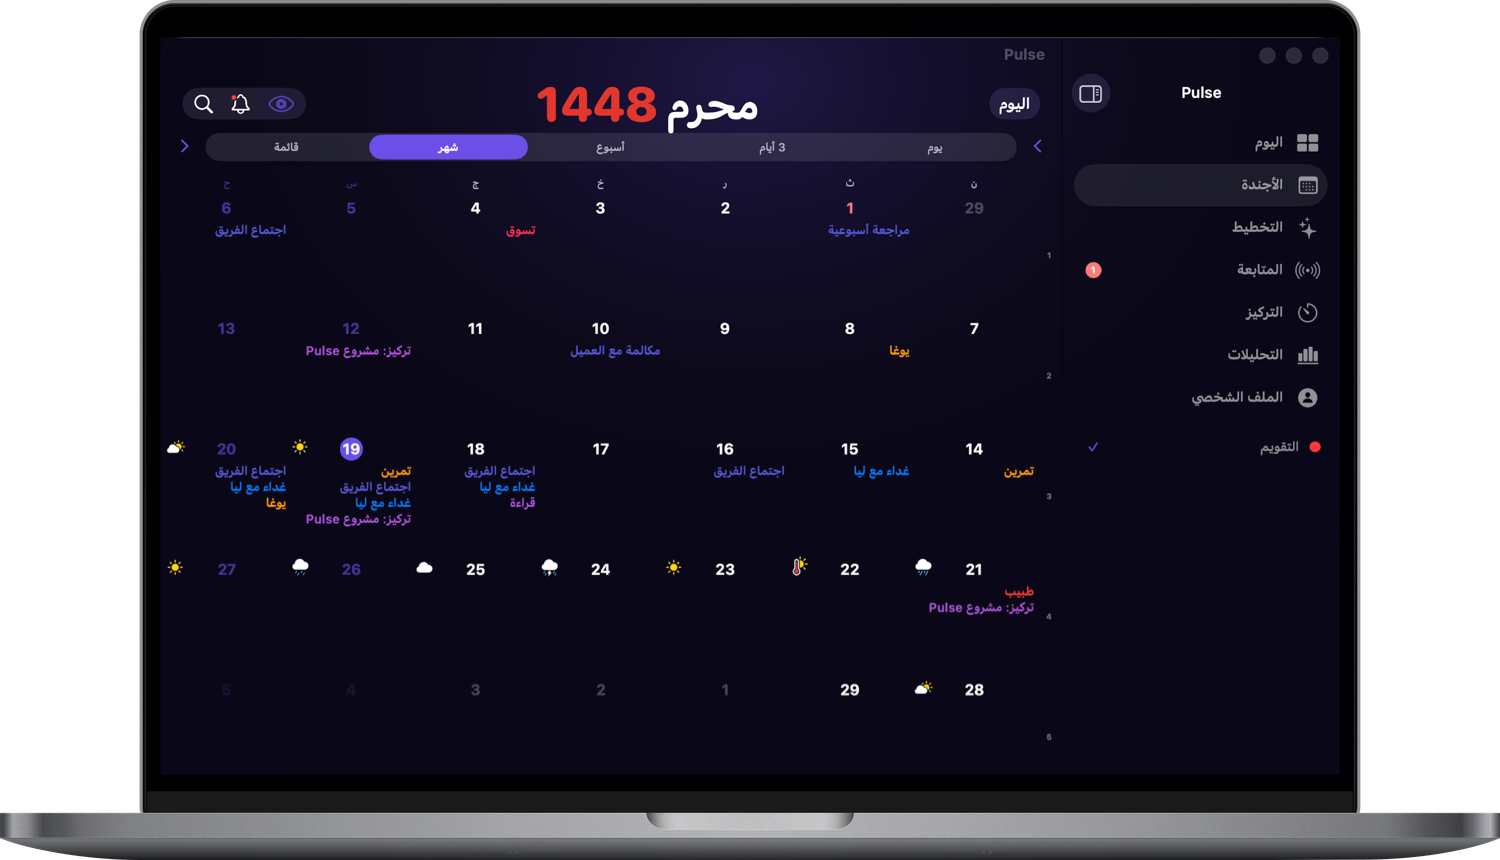 Pulse
Pulse
اليوم
الأجندة
التخطيط
المتابعة
1
التركيز
التحليلات
الملف الشخصي
التقويم
اليوم
محرم 1448
يوم
3 أيام
أسبوع
شهر
قائمة
ن ث ر خ ج س ح
29 1 2 3 4 5 6
مراجعة أسبوعية تسوق اجتماع الفريق
1
7 8 9 10 11 12 13
يوغا مكالمة مع العميل تركيز: مشروع Pulse
2
14 15 16 17 18 19 20
تمرين غداء مع ليا اجتماع الفريق اجتماع الفريق تمرين اجتماع الفريق
غداء مع ليا اجتماع الفريق غداء مع ليا
قراءة غداء مع ليا يوغا
تركيز: مشروع Pulse
3
21 22 23 24 25 26 27
طبيب
تركيز: مشروع Pulse
4
28 29 1 2 3 4 5
5